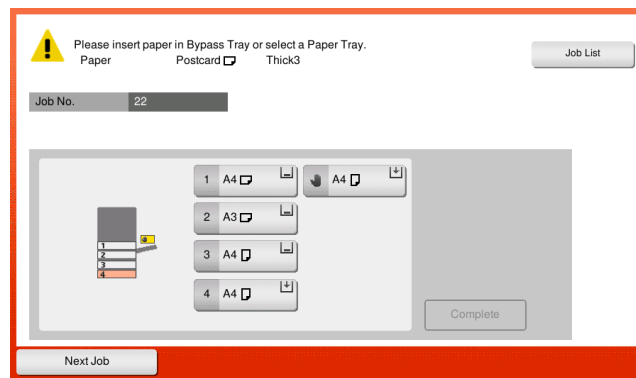 Please insert paper in Bypass Tray or select a Paper Tray.
Paper Postcard Thick3
Job List
Job No. 22
1 A4 A4
2 A3
3 A4
4 A4
1
2
3
4
Complete
Next Job